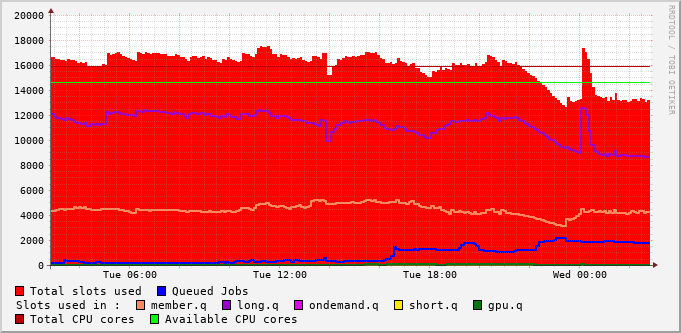 20000
18000
16000
14000
12000
10000
8000
6000
4000
2000
0
Tue 06:00 Tue 12:00 Tue 18:00 Wed 00:00
RRDTOOL / TOBI OETIKER
Total slots used Queued Jobs
Slots used in : member.q long.q ondemand.q short.q gpu.q
Total CPU cores Available CPU cores